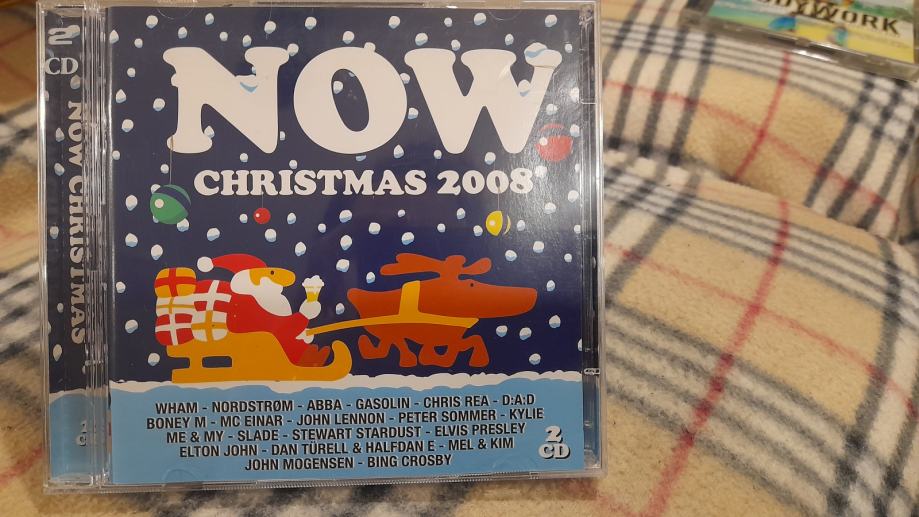 2
CD
NOW CHRISTMAS
NOW
CHRISTMAS 2008
WHAM - NORDSTRØM - ABBA - GASOLIN - CHRIS REA - D:A:D
BONEY M - MC EINAR - JOHN LENNON - PETER SOMMER - KYLIE
ME & MY - SLADE - STEWART STARDUST - ELVIS PRESLEY
ELTON JOHN - DAN TÜRELL & HALFDAN E - MEL & KIM
JOHN MOGENSEN - BING CROSBY
2
CD